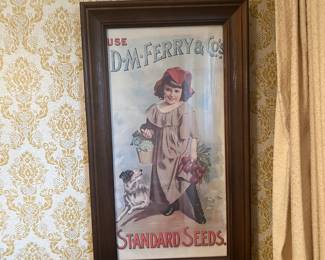 USE
D.M.FERRY & CO'S
STANDARD SEEDS.